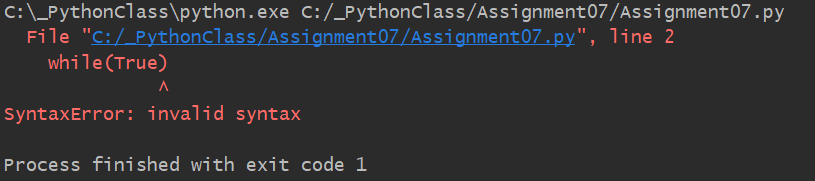 C:\_PythonClass\python.exe C:/_PythonClass/Assignment07/Assignment07.py
  File "C:/_PythonClass/Assignment07/Assignment07.py", line 2
    while(True)
              ^
SyntaxError: invalid syntax

Process finished with exit code 1